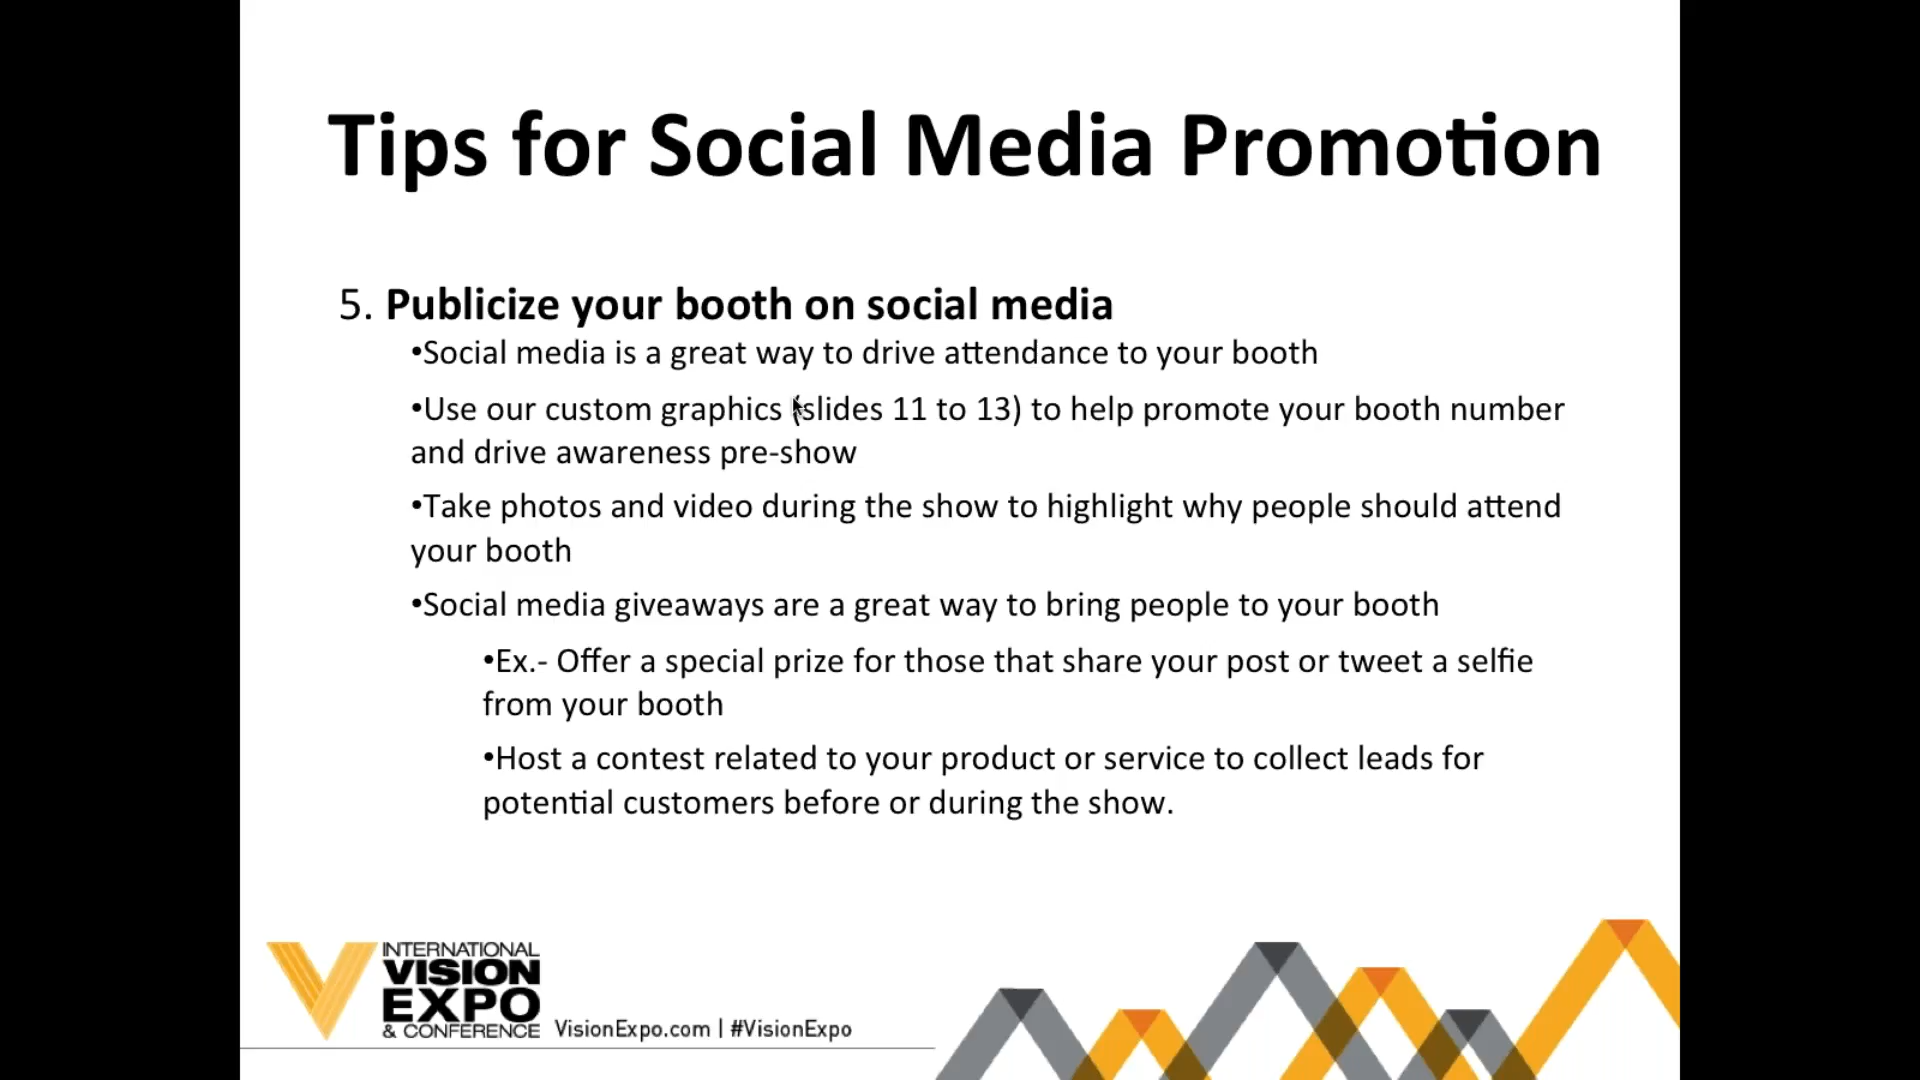 Tips for Social Media Promotion
5. Publicize your booth on social media
•Social media is a great way to drive attendance to your booth
•Use our custom graphics (slides 11 to 13) to help promote your booth number
and drive awareness pre-show
•Take photos and video during the show to highlight why people should attend
your booth
•Social media giveaways are a great way to bring people to your booth
•Ex.- Offer a special prize for those that share your post or tweet a selfie
from your booth
•Host a contest related to your product or service to collect leads for
potential customers before or during the show.
INTERNATIONAL
VISION
EXPO
& CONFERENCE
VisionExpo.com | #VisionExpo